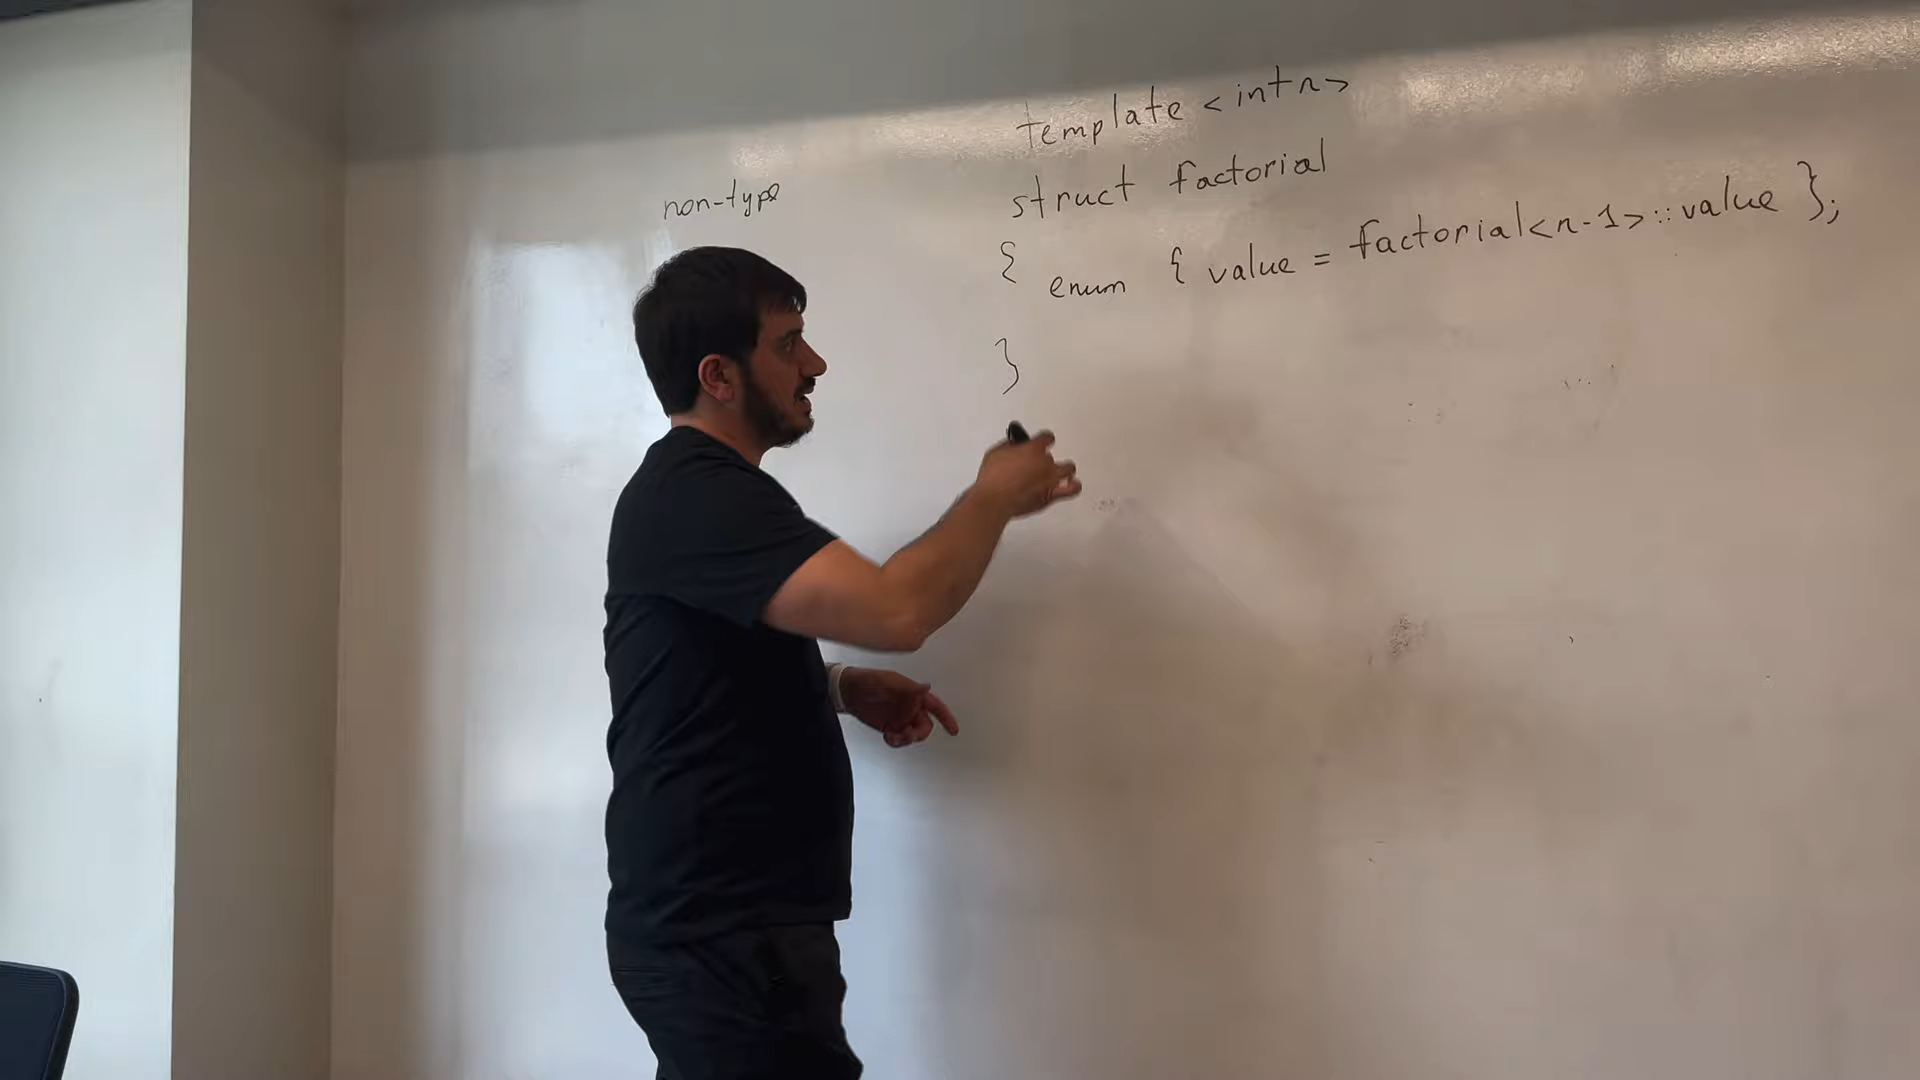 non-type
template <int n>
struct factorial
{ enum { value = factorial<n-1>::value };
}